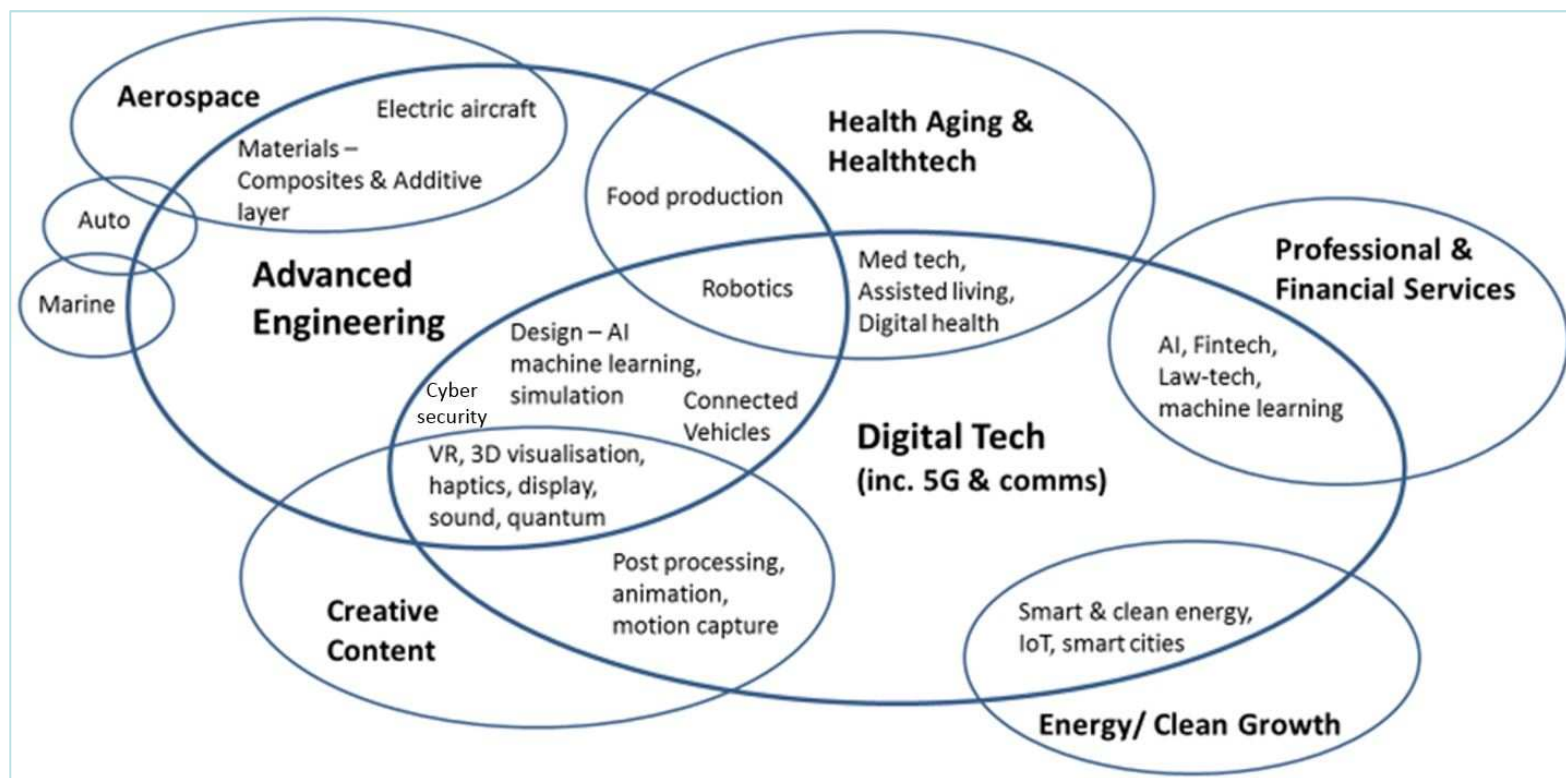 Aerospace
Electric aircraft
Materials –
Composites & Additive
layer
Auto
Marine
Advanced
Engineering
Health Aging &
Healthtech
Food production
Robotics
Med tech,
Assisted living,
Digital health
Professional &
Financial Services
AI, Fintech,
Law-tech,
machine learning
Design – AI
machine learning,
simulation
Cyber
security
Connected
Vehicles
Digital Tech
(inc. 5G & comms)
VR, 3D visualisation,
haptics, display,
sound, quantum
Post processing,
animation,
motion capture
Creative
Content
Smart & clean energy,
IoT, smart cities
Energy/ Clean Growth